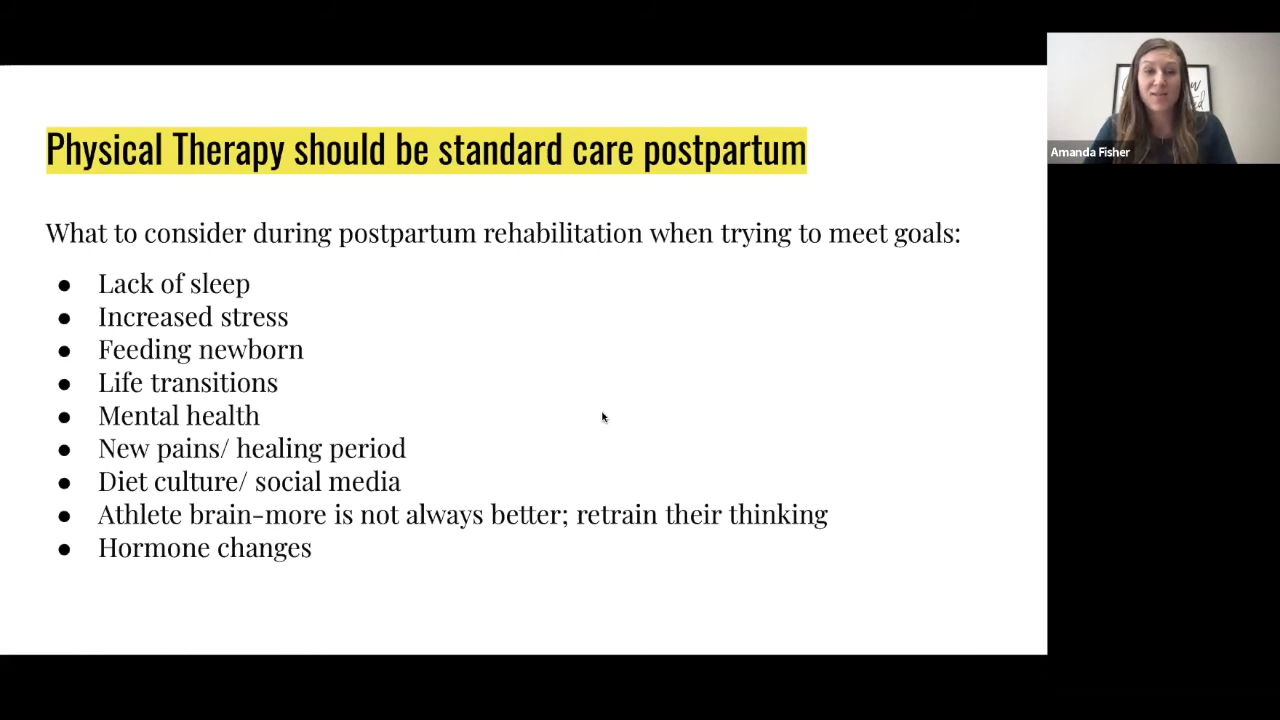 Physical Therapy should be standard care postpartum
What to consider during postpartum rehabilitation when trying to meet goals:
● Lack of sleep
● Increased stress
● Feeding newborn
● Life transitions
● Mental health
● New pains/ healing period
● Diet culture/ social media
● Athlete brain-more is not always better; retrain their thinking
● Hormone changes
Amanda Fisher